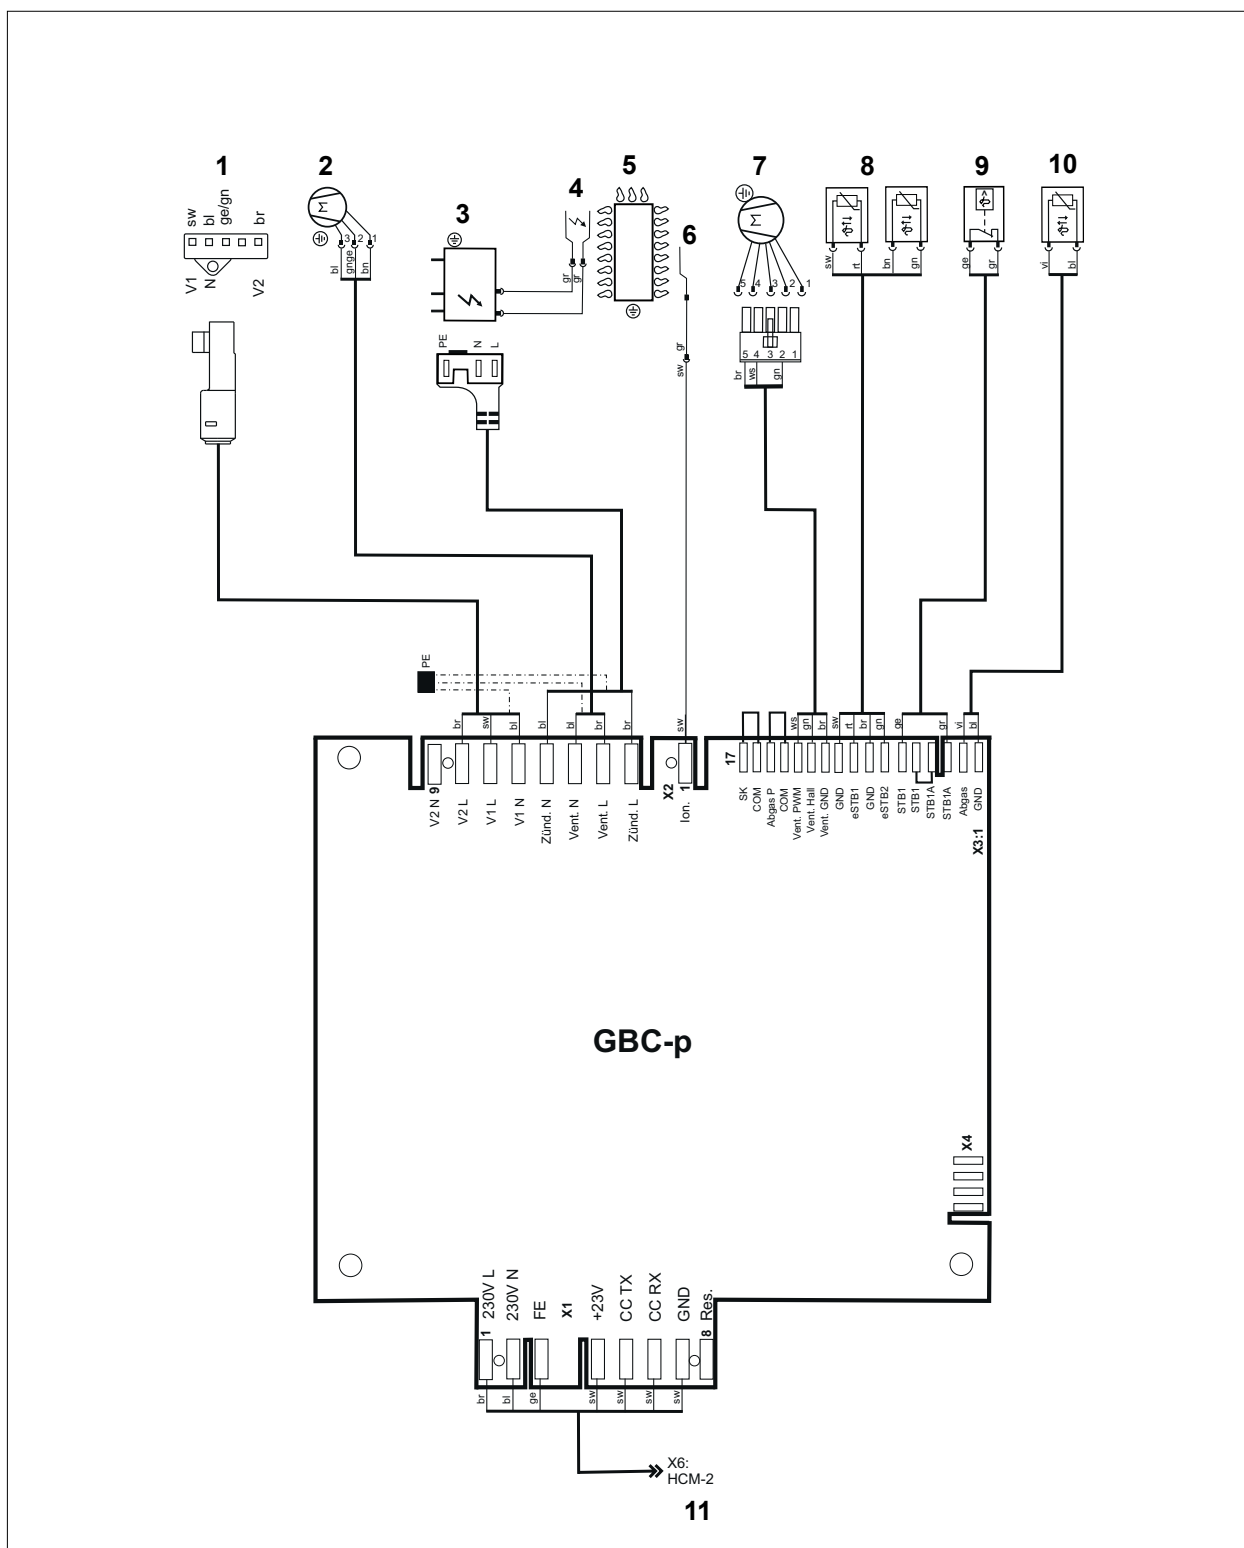 1
2
3
4
5
6
7
8
9
10
sw
bl
ge/gn
br
V1
N
V2
3
2
1
bl
gnge
bn
gr
gr
PE
N
L
gr
sw
5
4
3
2
1
5
4
3
2
1
br
ws
gn
sw
rt
bn
gn
ge
gr
vi
bl
PE
br
sw
bl
bl
bl
br
br
sw
ws
gn
br
sw
rt
br
gn
ge
gr
vi
bl
9
V2 N
V2 L
V1 L
V1 N
Zünd. N
Vent. N
Vent. L
Zünd. L
X2
1
Ion.
17
SK
COM
Abgas P
COM
Vent. PWM
Vent. Hall
Vent. GND
GND
eSTB1
GND
eSTB2
STB1
STB1
STB1A
STB1A
Abgas
GND
X3:1
GBC-p
X4
1
230V L
230V N
FE
X1
+23V
CC TX
CC RX
GND
8
Res.
br
bl
ge
sw
sw
sw
sw
X6:
HCM-2
11